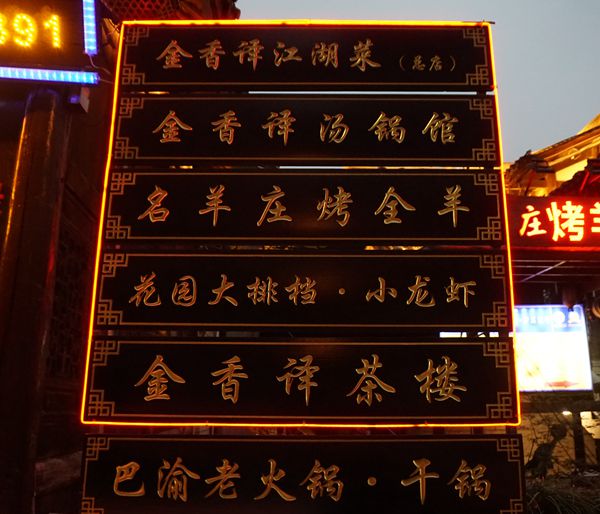 891
金香译江湖菜（总店）
金香译汤锅馆
名羊庄烤全羊
花园大排档·小龙虾
金香译茶楼
巴渝老火锅·干锅
庄烤羊